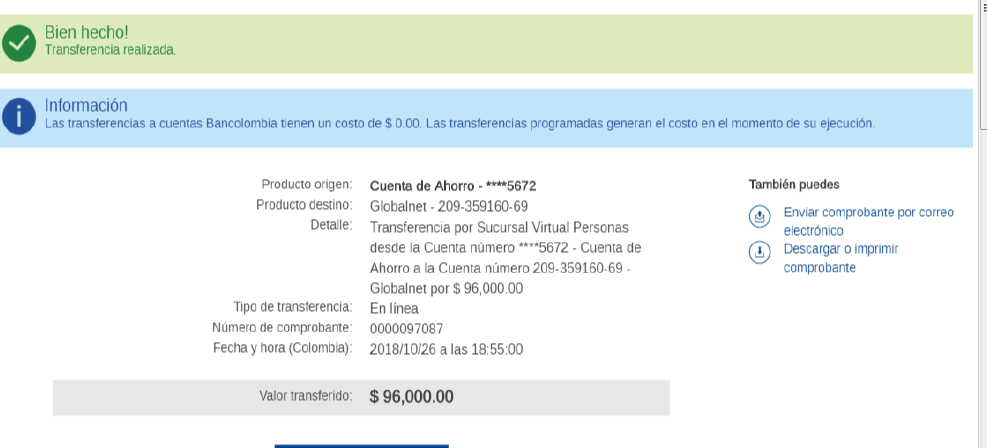 Bien hecho!
Transferencia realizada.
Información
Las transferencias a cuentas Bancolombia tienen un costo de $ 0.00. Las transferencias programadas generan el costo en el momento de su ejecución.
Producto origen: Cuenta de Ahorro - ****5672
Producto destino: Globalnet - 209-359160-69
Detalle: Transferencia por Sucursal Virtual Personas
desde la Cuenta número ****5672 - Cuenta de
Ahorro a la Cuenta número 209-359160-69 -
Globalnet por $ 96,000.00
Tipo de transferencia: En línea
Número de comprobante: 0000097087
Fecha y hora (Colombia): 2018/10/26 a las 18:55:00
Valor transferido: $ 96,000.00
También puedes
Enviar comprobante por correo
electrónico
Descargar o imprimir
comprobante